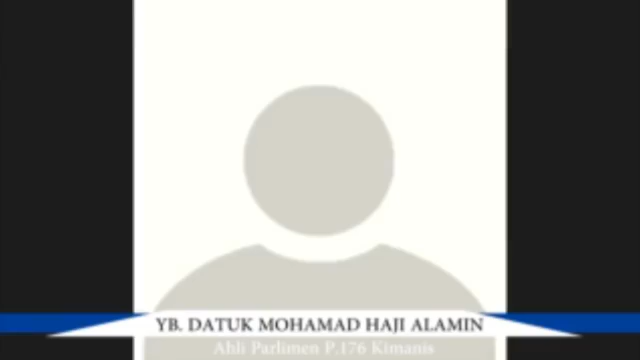 YB. DATUK MOHAMAD HAJI ALAMIN
Ahli Parlimen P.176 Kimanis